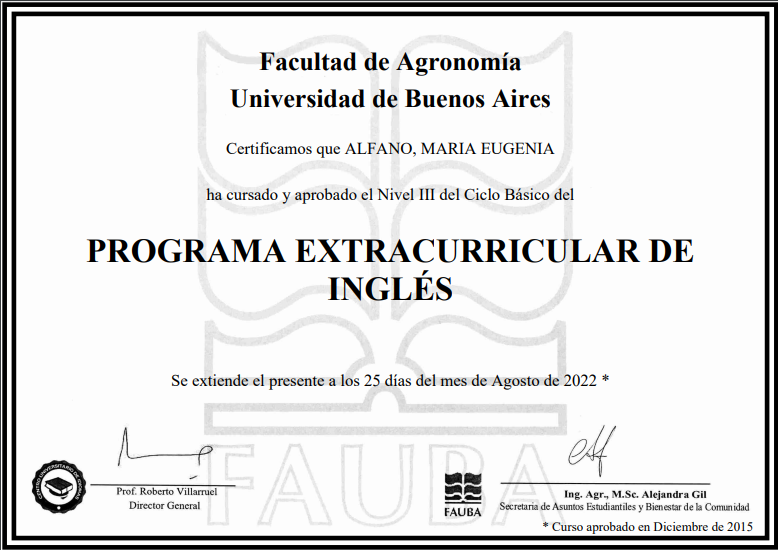 Facultad de Agronomía
Universidad de Buenos Aires
Certificamos que ALFANO, MARIA EUGENIA
ha cursado y aprobado el Nivel III del Ciclo Básico del
PROGRAMA EXTRACURRICULAR DE
INGLÉS
Se extiende el presente a los 25 días del mes de Agosto de 2022 *
FAUBA
CENTRO UNIVERSITARIO DE IDIOMAS
Prof. Roberto Villarruel
Director General
FAUBA
Ing. Agr., M.Sc. Alejandra Gil
Secretaria de Asuntos Estudiantiles y Bienestar de la Comunidad
* Curso aprobado en Diciembre de 2015